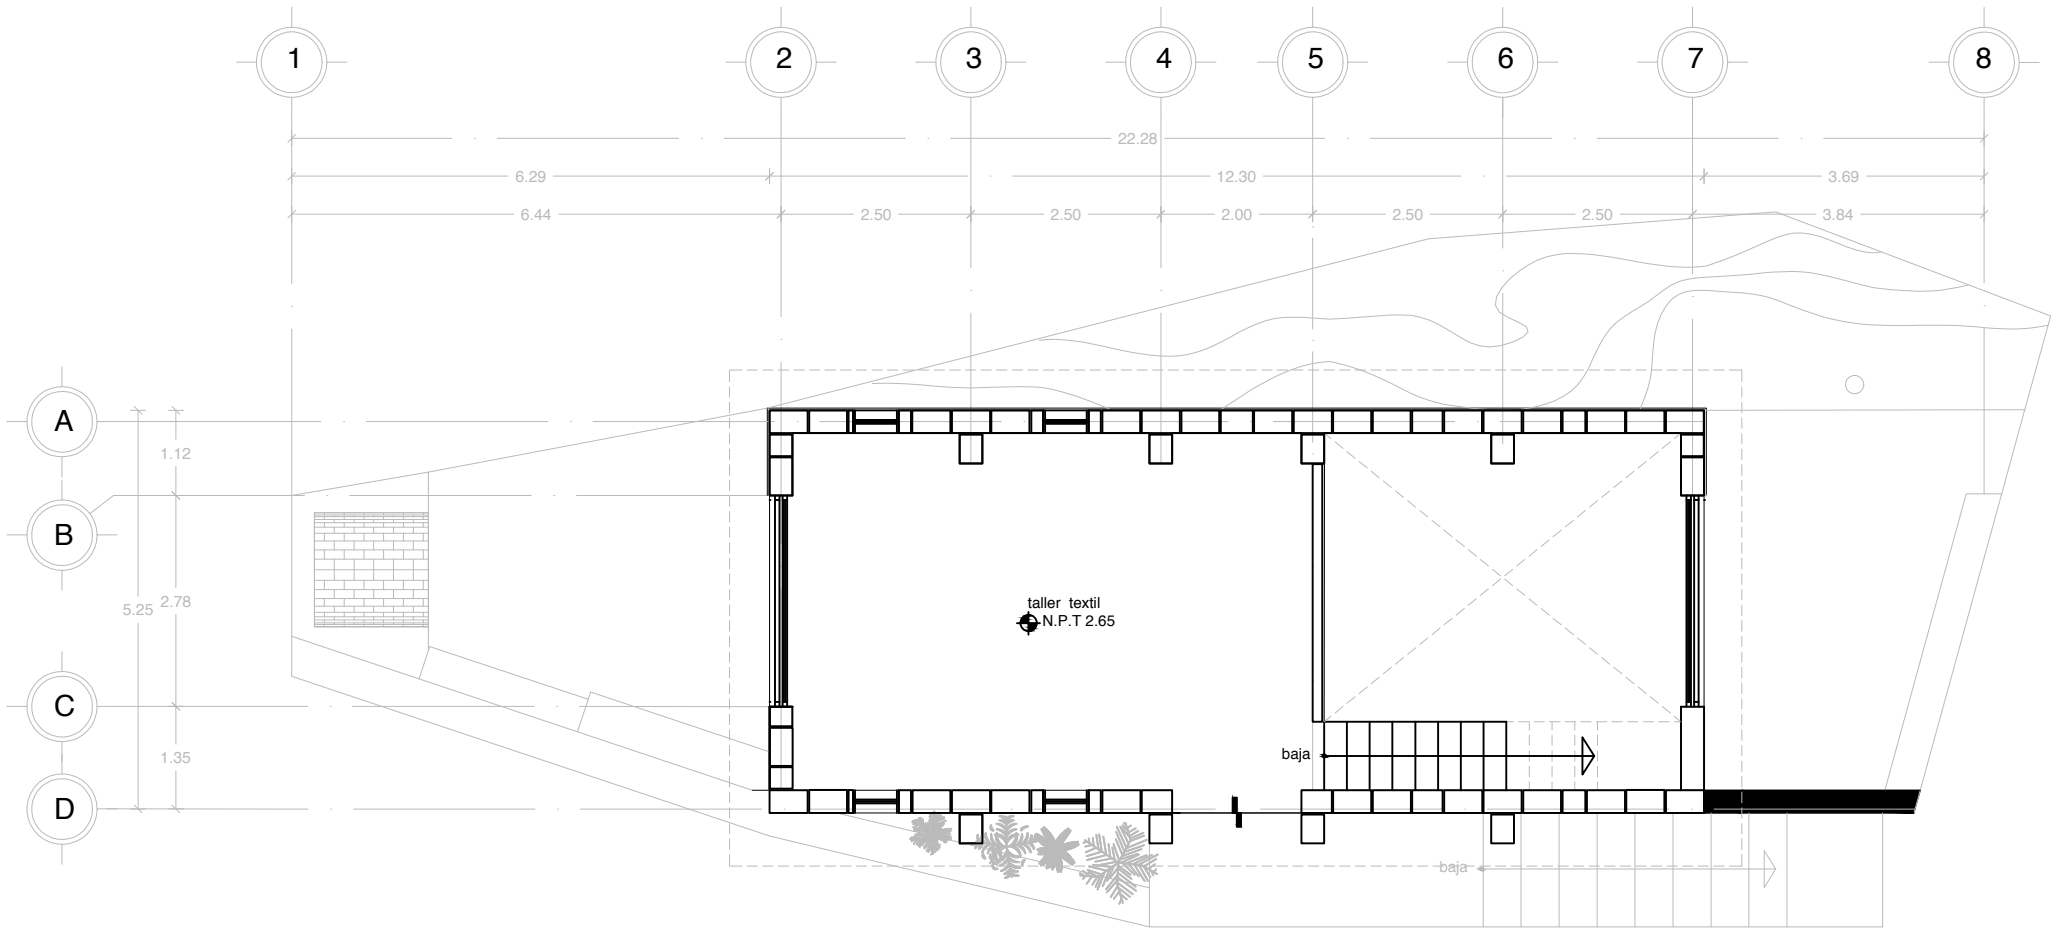 1 2 3 4 5 6 7 8
22.28
6.29 12.30 3.69
6.44 2.50 2.50 2.00 2.50 2.50 3.84
A
1.12
B
5.25 2.78
taller textil
N.P.T 2.65
C
1.35
baja
D
baja